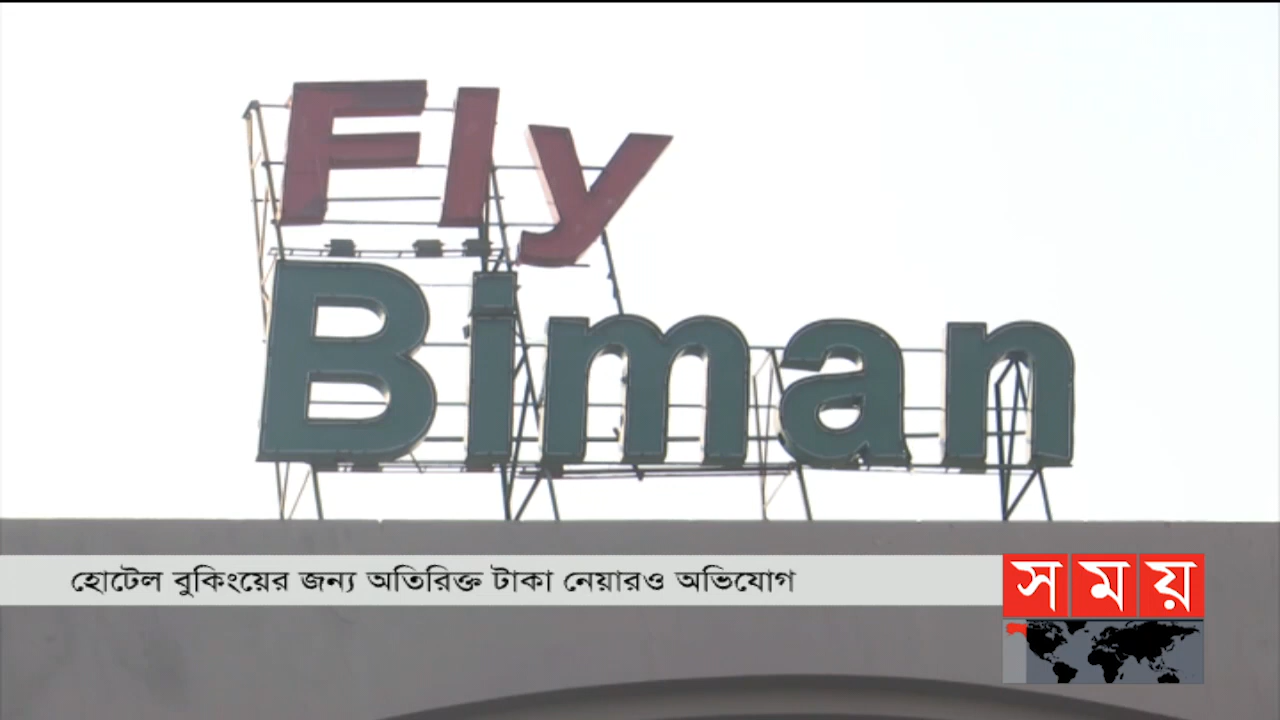 Fly
Biman
হোটেল বুকিংয়ের জন্য অতিরিক্ত টাকা নেয়ারও অভিযোগ
সময়